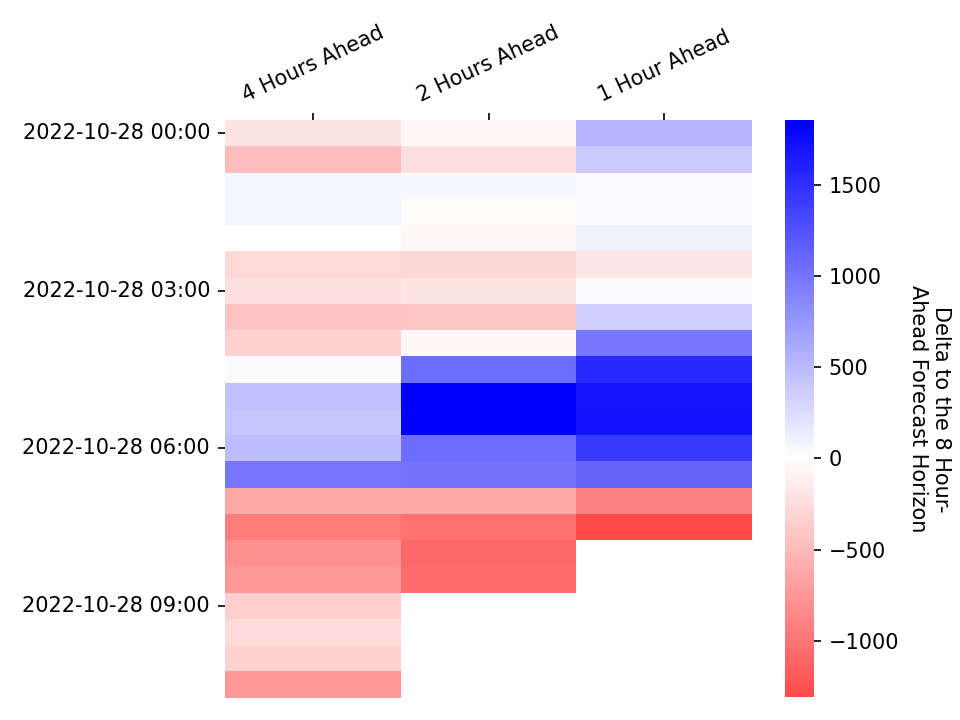 4 Hours Ahead
2 Hours Ahead
1 Hour Ahead
2022-10-28 00:00
2022-10-28 03:00
2022-10-28 06:00
2022-10-28 09:00
1500
1000
500
0
−500
−1000
Delta to the 8 Hour-
Ahead Forecast Horizon